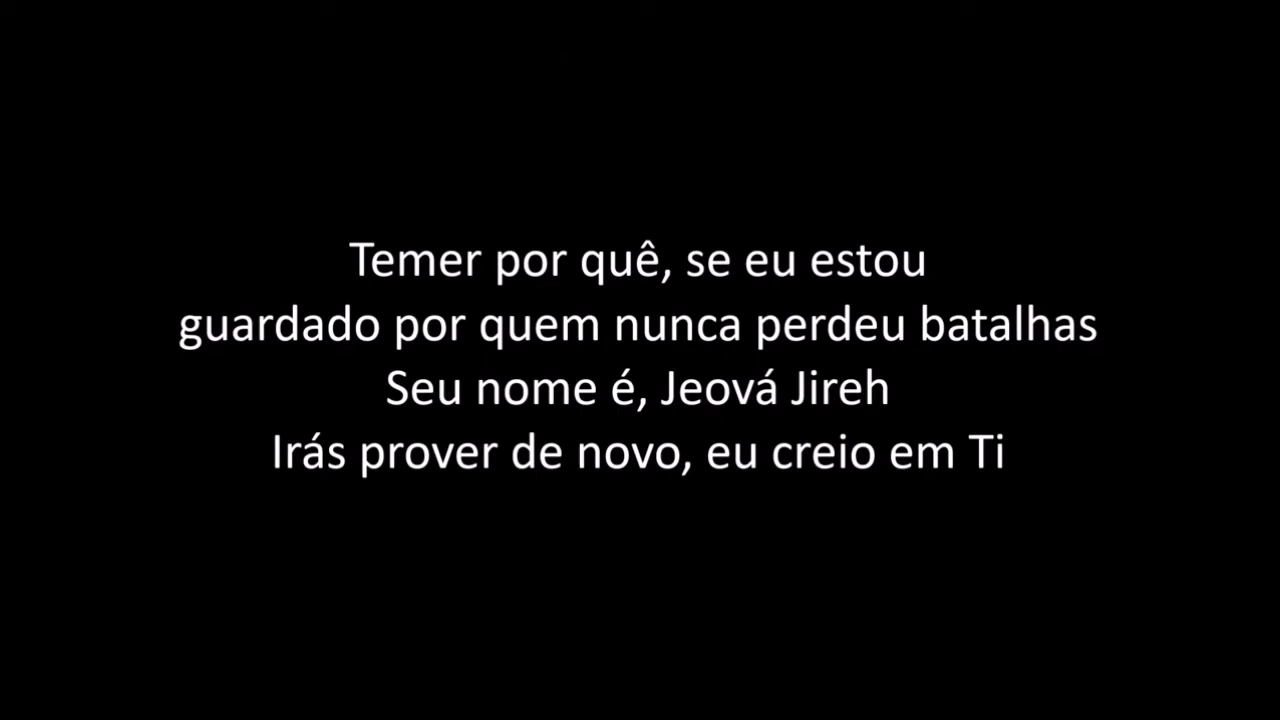 Temer por quê, se eu estou
guardado por quem nunca perdeu batalhas
Seu nome é, Jeová Jireh
Irás prover de novo, eu creio em Ti